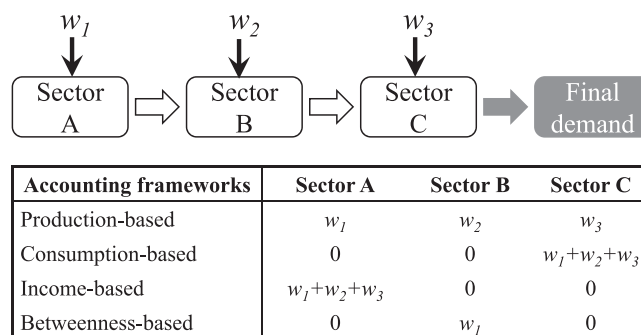 w1 w2 w3
Sector A
Sector B
Sector C
Final demand
Accounting frameworks Sector A Sector B Sector C
Production-based w1 w2 w3
Consumption-based 0 0 w1+w2+w3
Income-based w1+w2+w3 0 0
Betweenness-based 0 w1 0